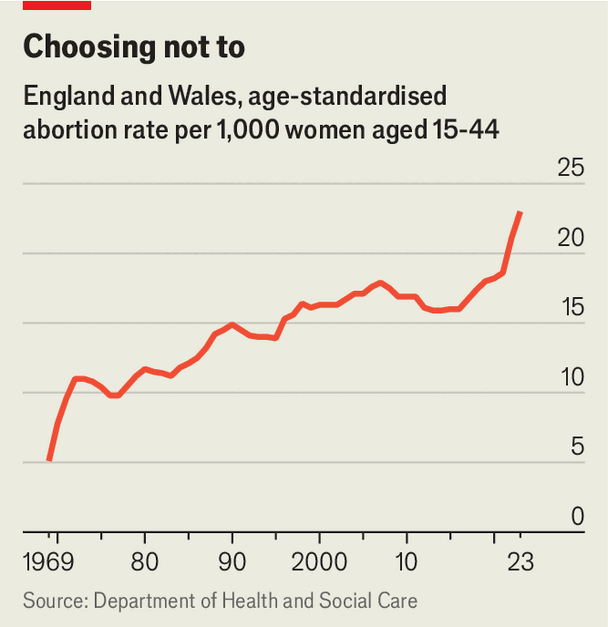 Choosing not to
England and Wales, age-standardised
abortion rate per 1,000 women aged 15-44
25
20
15
10
5
0
1969 80 90 2000 10 23
Source: Department of Health and Social Care